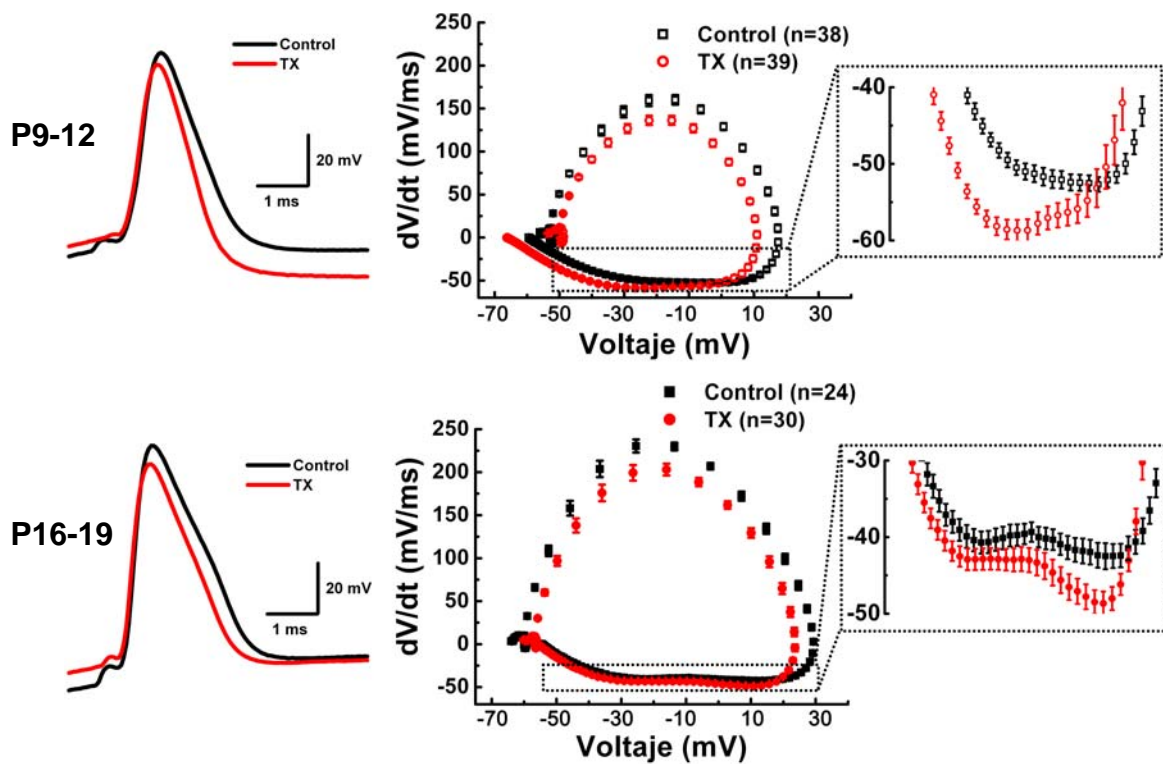 P9-12
Control
TX
20 mV
1 ms
dV/dt (mV/ms)
250
200
150
100
50
0
-50
-70
-50
-30
-10
10
30
Voltaje (mV)
Control (n=38)
TX (n=39)
-40
-50
-60
P16-19
Control
TX
20 mV
1 ms
dV/dt (mV/ms)
250
200
150
100
50
0
-50
-70
-50
-30
-10
10
30
Voltaje (mV)
Control (n=24)
TX (n=30)
-30
-40
-50